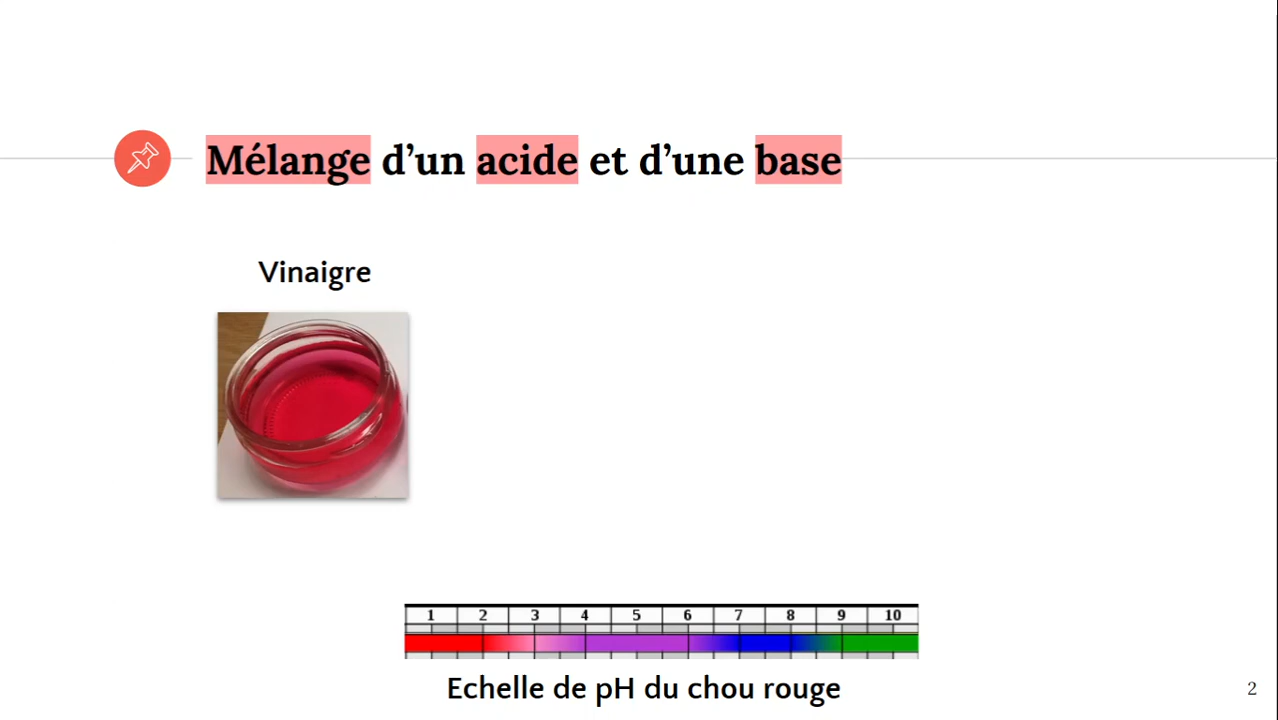 Mélange d’un acide et d’une base
Vinaigre
1 2 3 4 5 6 7 8 9 10
Echelle de pH du chou rouge
2